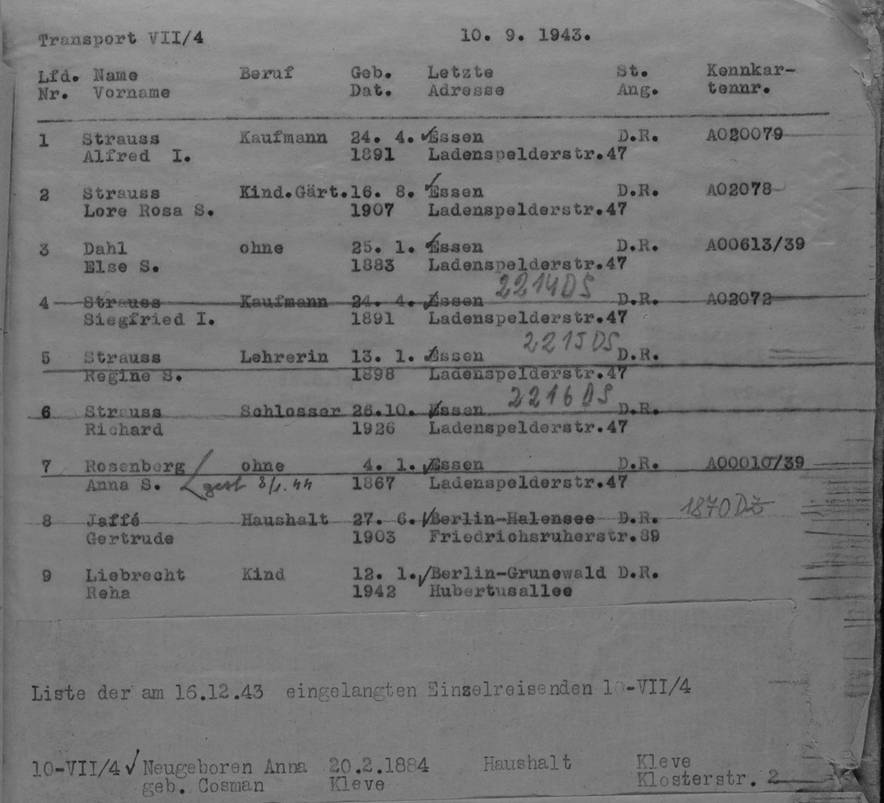 Transport VII/4 10. 9. 1943.
Lfd. Name Beruf Geb. Letzte St. Kennkar-
Nr. Vorname Dat. Adresse Ang. tennr.
1 Strauss Kaufmann 24. 4. Essen D.R. A020079
Alfred I. 1891 Ladenspelderstr.47
2 Strauss Kind.Gärt. 16. 8. Essen D.R. A02078
Lore Rosa S. 1907 Ladenspelderstr.47
3 Dahl ohne 25. 1. Essen D.R. A00613/39
Else S. 1883 Ladenspelderstr.47
2214DS
4 Strauss Kaufmann 24. 4. Essen D.R. A02072
Siegfried I. 1891 Ladenspelderstr.47
5 Strauss Lehrerin 13. 1. Essen 2215DS D.R.
Regine S. 1898 Ladenspelderstr.47
6 Strauss Schlosser 26.10. Essen 2216DS D.R.
Richard 1926 Ladenspelderstr.47
7 Rosenberg ohne 4. 1. Essen D.R. A00010/39
Anna S. gest 8/1.44 1867 Ladenspelderstr.47
8 Jaffé Haushalt 27. 6. Berlin-Halensee D.R. 1870DZ
Gertrude 1903 Friedrichsruherstr.89
9 Liebrecht Kind 12. 1. Berlin-Grunewald D.R.
Reha 1942 Hubertusallee
Liste der am 16.12.43 eingelangten Einzelreisenden 10-VII/4
10-VII/4 Neugeboren Anna 20.2.1884 Haushalt Kleve
geb. Cosman Kleve Klosterstr. 2